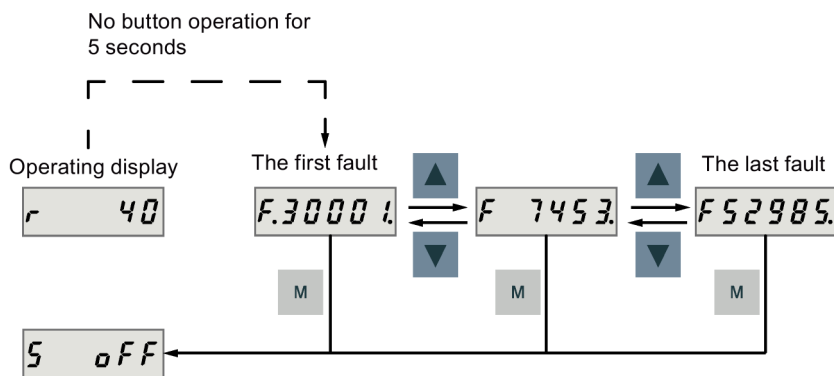 No button operation for
5 seconds
Operating display
The first fault
The last fault
r 40
F.30001.
F 7453.
F52985.
M
M
M
S oFF